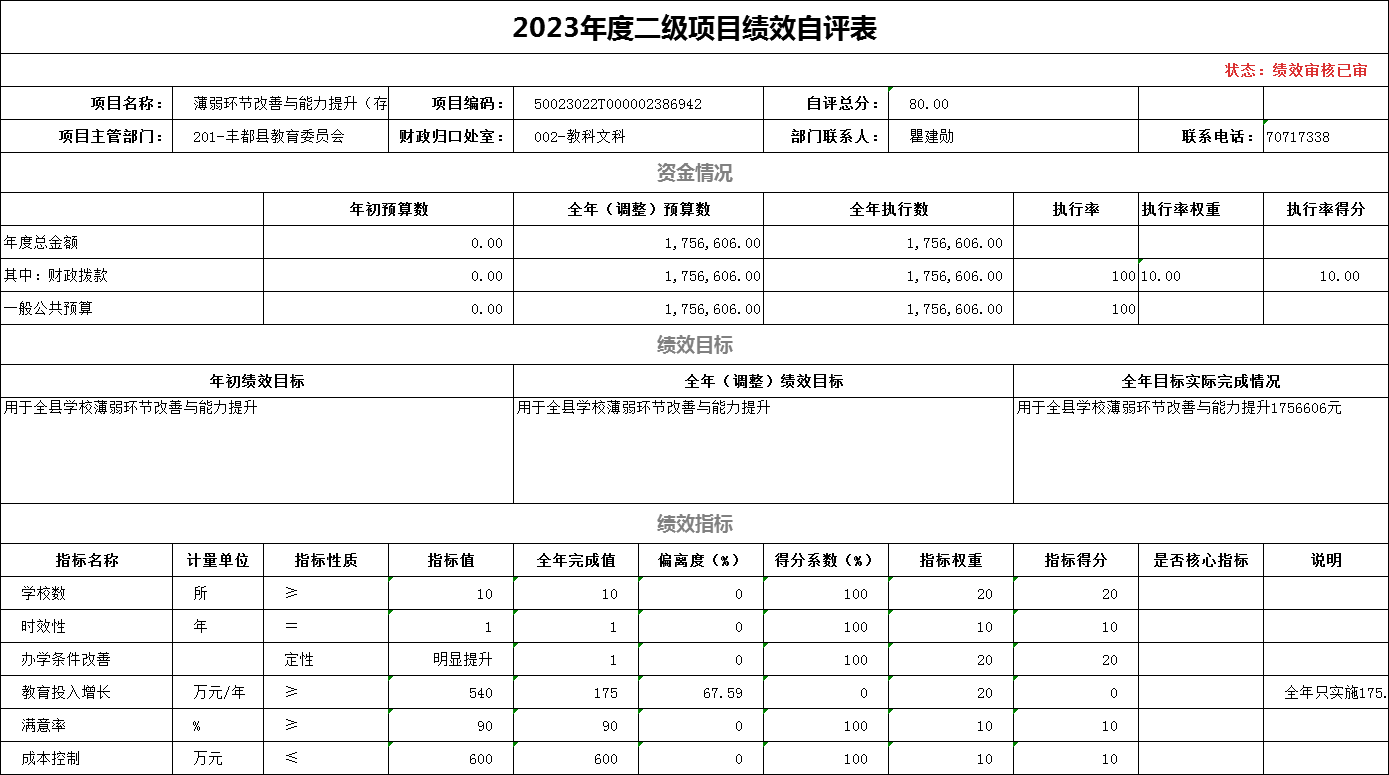 2023年度二级项目绩效自评表
状态：绩效审核已审
项目名称： 薄弱环节改善与能力提升（存 项目编码： 50023022T000002386942 自评总分： 80.00
项目主管部门： 201-丰都县教育委员会 财政归口处室： 002-教科文科 部门联系人： 瞿建勋 联系电话： 70717338
资金情况
年初预算数 全年（调整）预算数 全年执行数 执行率 执行率权重 执行率得分
年度总金额 0.00 1,756,606.00 1,756,606.00
其中：财政拨款 0.00 1,756,606.00 1,756,606.00 100 10.00 10.00
一般公共预算 0.00 1,756,606.00 1,756,606.00 100
绩效目标
年初绩效目标 全年（调整）绩效目标 全年目标实际完成情况
用于全县学校薄弱环节改善与能力提升 用于全县学校薄弱环节改善与能力提升 用于全县学校薄弱环节改善与能力提升1756606元
绩效指标
指标名称 计量单位 指标性质 指标值 全年完成值 偏离度（%） 得分系数（%） 指标权重 指标得分 是否核心指标 说明
学校数 所 ≥ 10 10 0 100 20 20
时效性 年 ＝ 1 1 0 100 10 10
办学条件改善 定性 明显提升 1 0 100 20 20
教育投入增长 万元/年 ≥ 540 175 67.59 0 20 0 全年只实施175.
满意率 % ≥ 90 90 0 100 10 10
成本控制 万元 ≤ 600 600 0 100 10 10